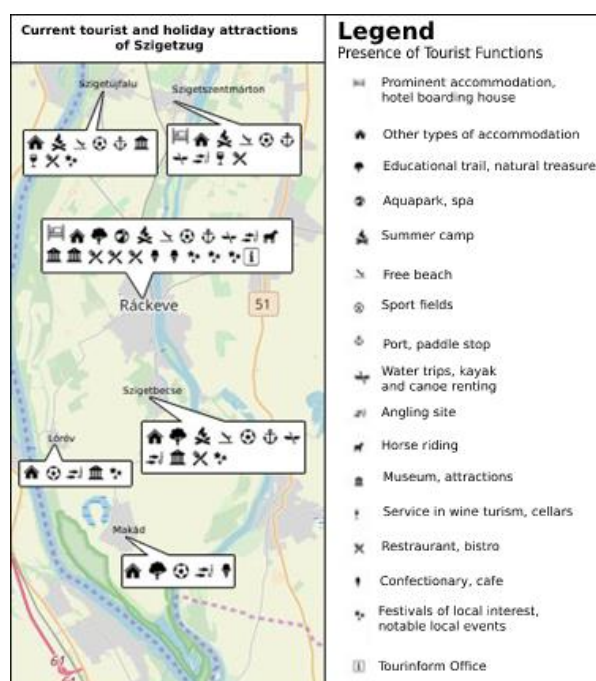 Current tourist and holiday attractions
of Szigetzug
Szigetújfalu
Szigetszentmárton
Ráckeve
51
Szigetbecse
Lórév
Makád
61
Legend
Presence of Tourist Functions
Prominent accommodation,
hotel boarding house
Other types of accommodation
Educational trail, natural treasure
Aquapark, spa
Summer camp
Free beach
Sport fields
Port, paddle stop
Water trips, kayak
and canoe renting
Angling site
Horse riding
Museum, attractions
Service in wine turism, cellars
Restraurant, bistro
Confectionary, cafe
Festivals of local interest,
notable local events
Tourinform Office